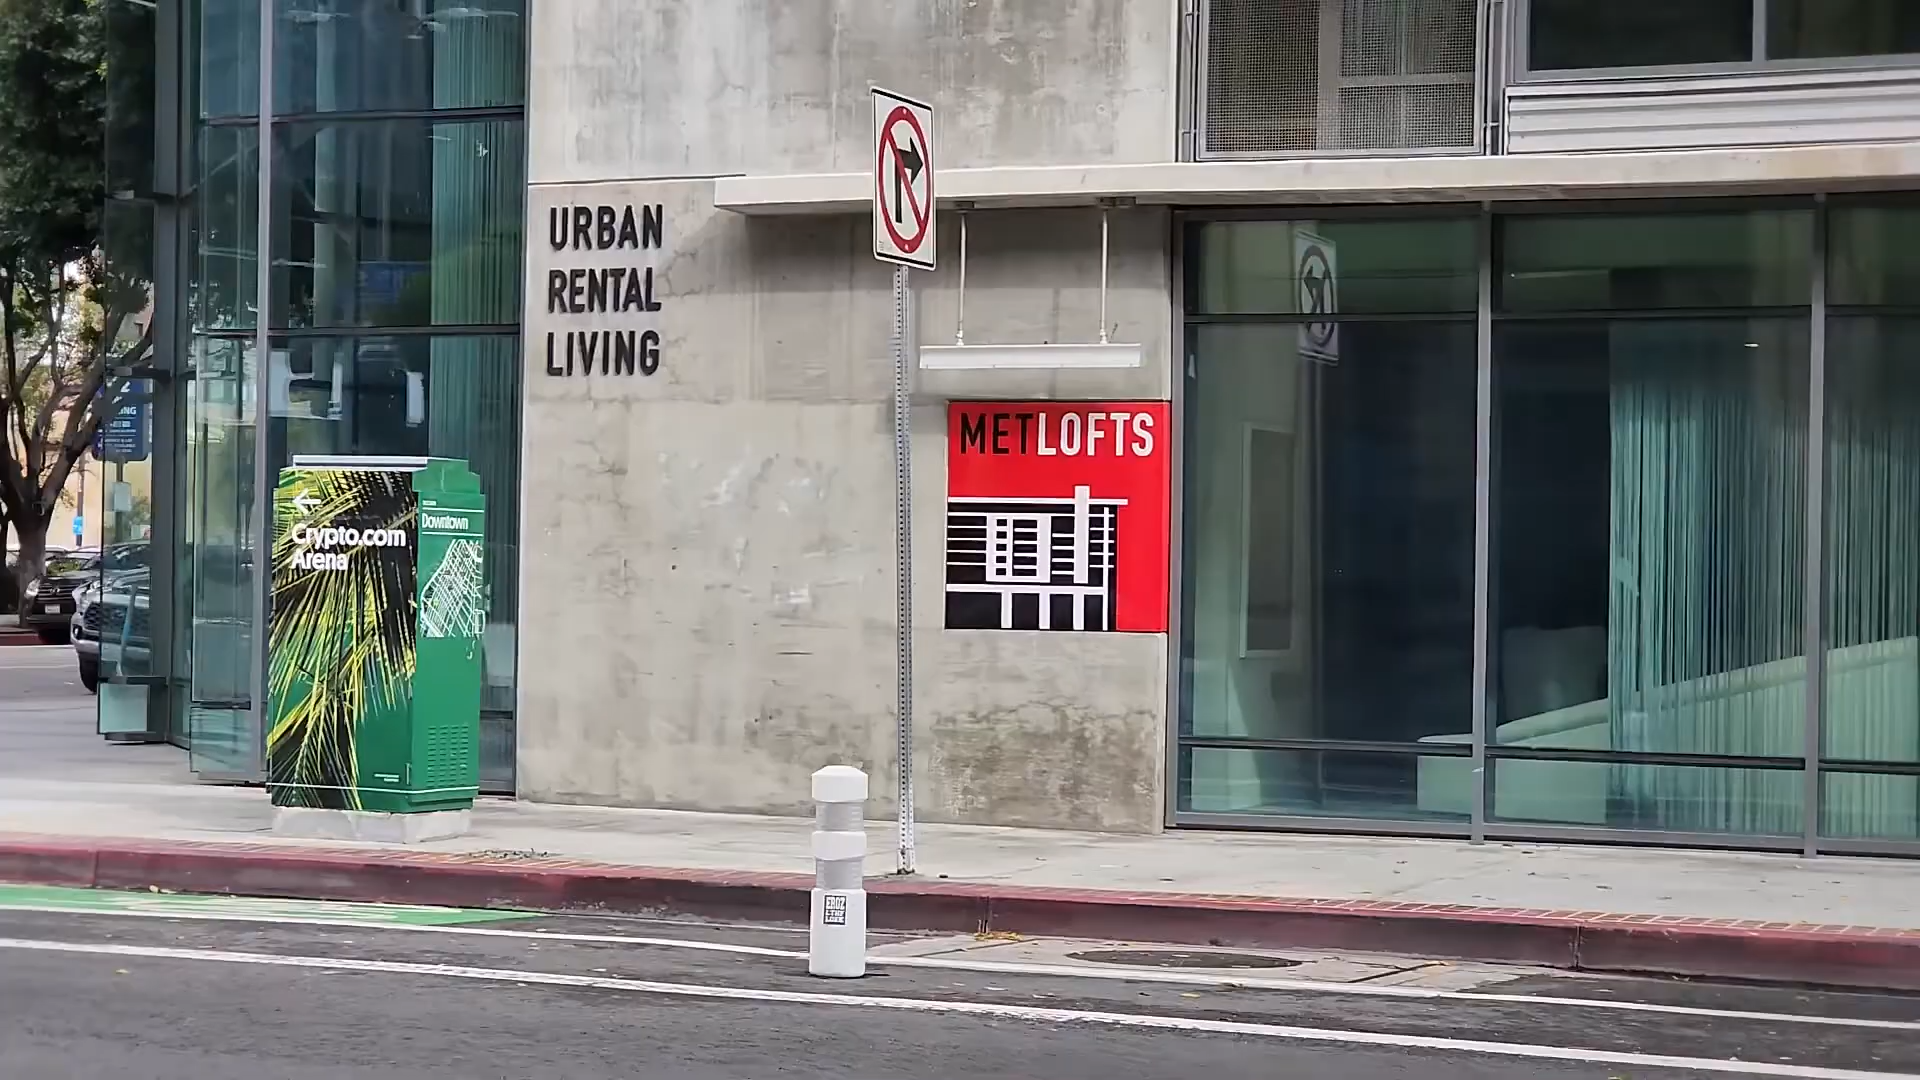 URBAN
RENTAL
LIVING
METLOFTS
←
Crypto.com
Arena
Downtown